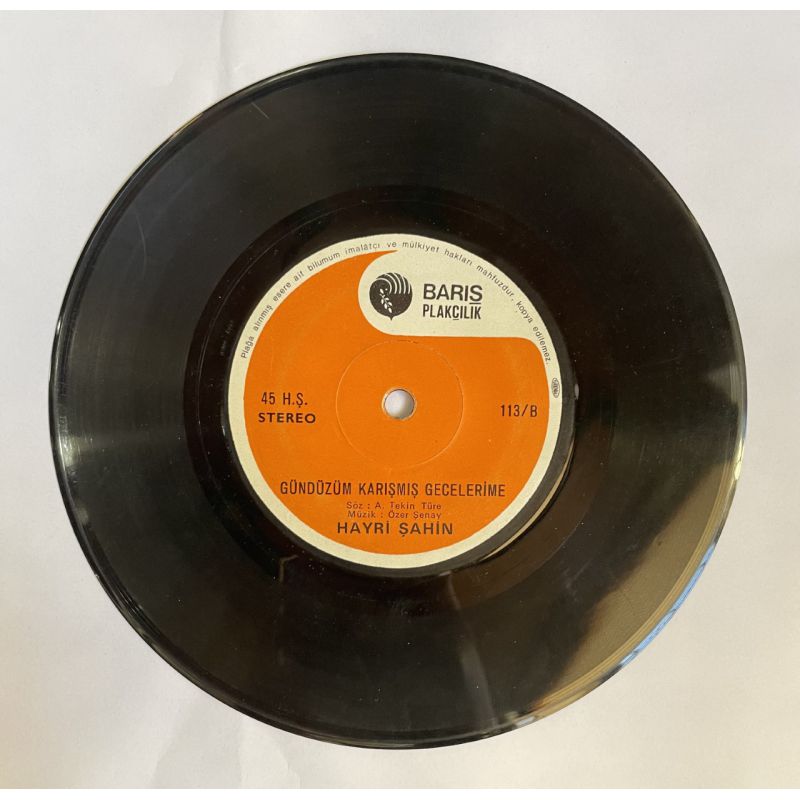 Plağa alınmış esere ait bilumum imalâtçı ve mülkiyet hakları mahfuzdur, kopya edilemez.
BARIŞ
PLAKÇILIK
45 H.Ş.
STEREO
113/B
GÜNDÜZÜM KARIŞMIŞ GECELERİME
Söz : A. Tekin Türe
Müzik : Özer Şenay
HAYRİ ŞAHİN